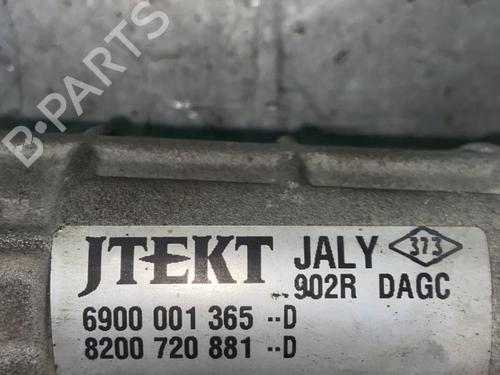 B-PARTS
JTEKT JALY 373
902R DAGC
6900 001 365 --D
8200 720 881 --D